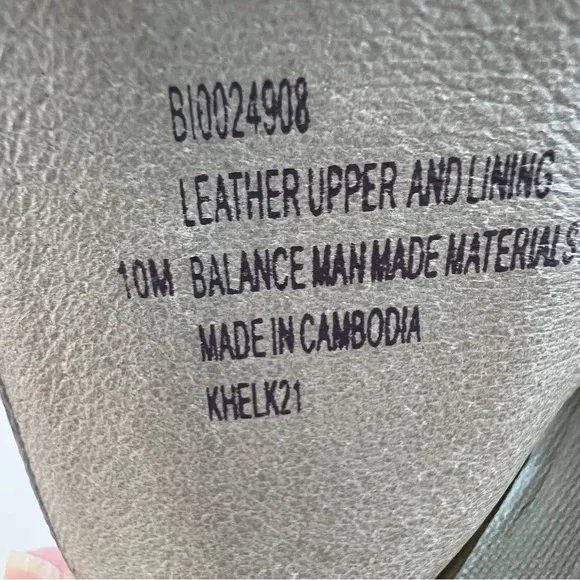 BI0024908
LEATHER UPPER AND LINING
10M BALANCE MAN MADE MATERIALS
MADE IN CAMBODIA
KHELK21